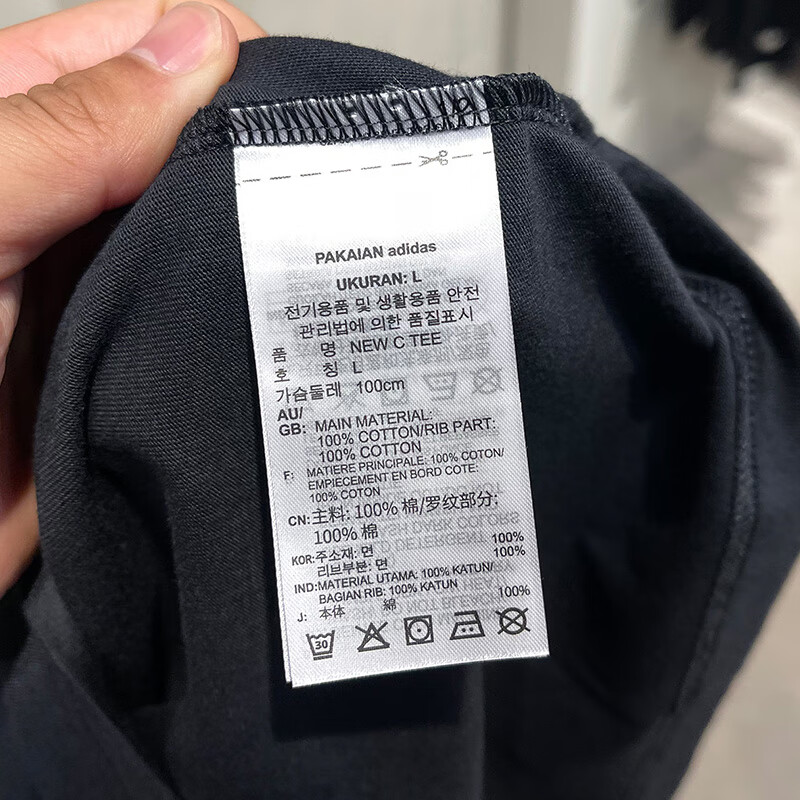 PAKAIAN adidas
UKURAN: L
전기용품 및 생활용품 안전
관리법에 의한 품질표시
품 명 NEW C TEE
호 칭 L
가슴둘레 100cm
AU/
GB: MAIN MATERIAL:
100% COTTON/RIB PART:
100% COTTON
F: MATIERE PRINCIPALE: 100% COTON/
EMPIECEMENT EN BORD COTE:
100% COTON
CN: 主料: 100% 棉/罗纹部分:
100% 棉
KOR: 주소재: 면 100%
리브부분: 면 100%
IND: MATERIAL UTAMA: 100% KATUN/
BAGIAN RIB: 100% KATUN
J: 本体 綿 100%
30